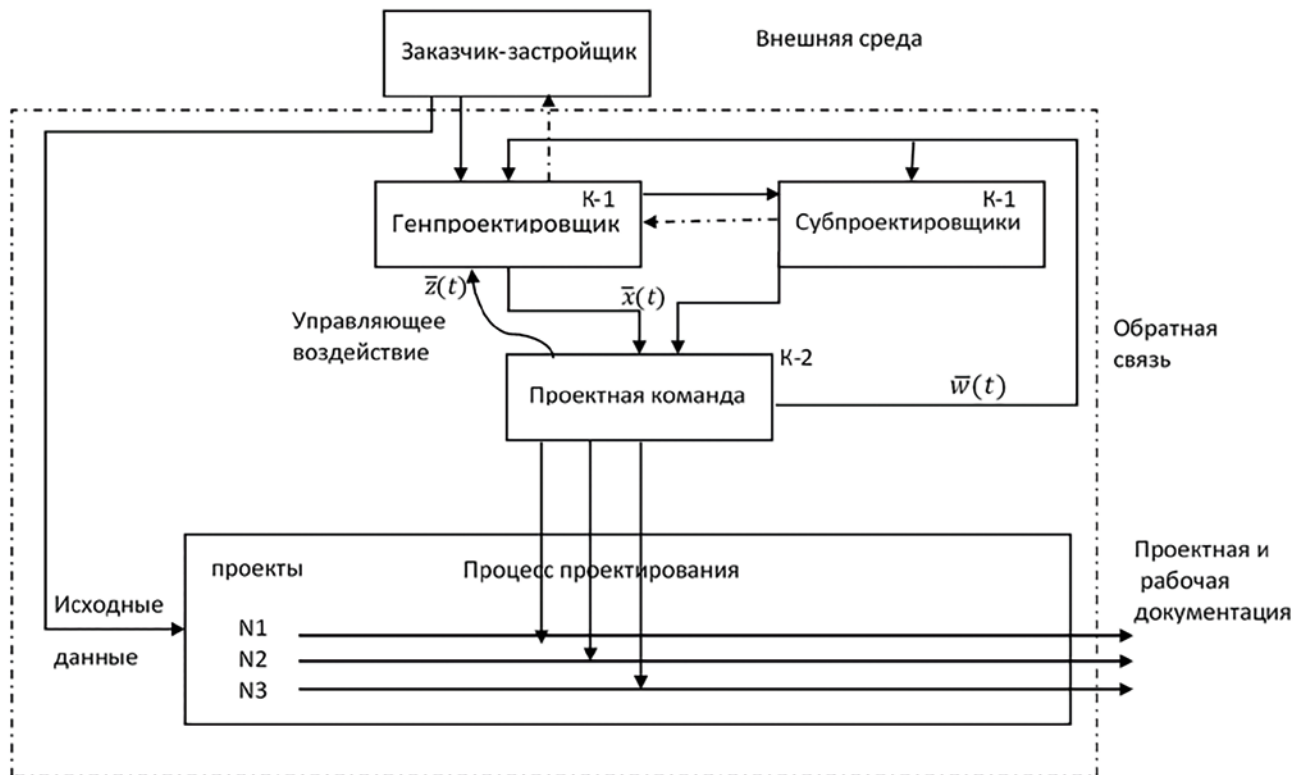 Заказчик-застройщик
Внешняя среда
К-1
Генпроектировщик
К-1
Субпроектировщики
z̅(t)
x̅(t)
Управляющее
воздействие
Обратная
связь
К-2
Проектная команда
w̅(t)
проекты
Процесс проектирования
Проектная и
рабочая
документация
Исходные
данные
N1
N2
N3